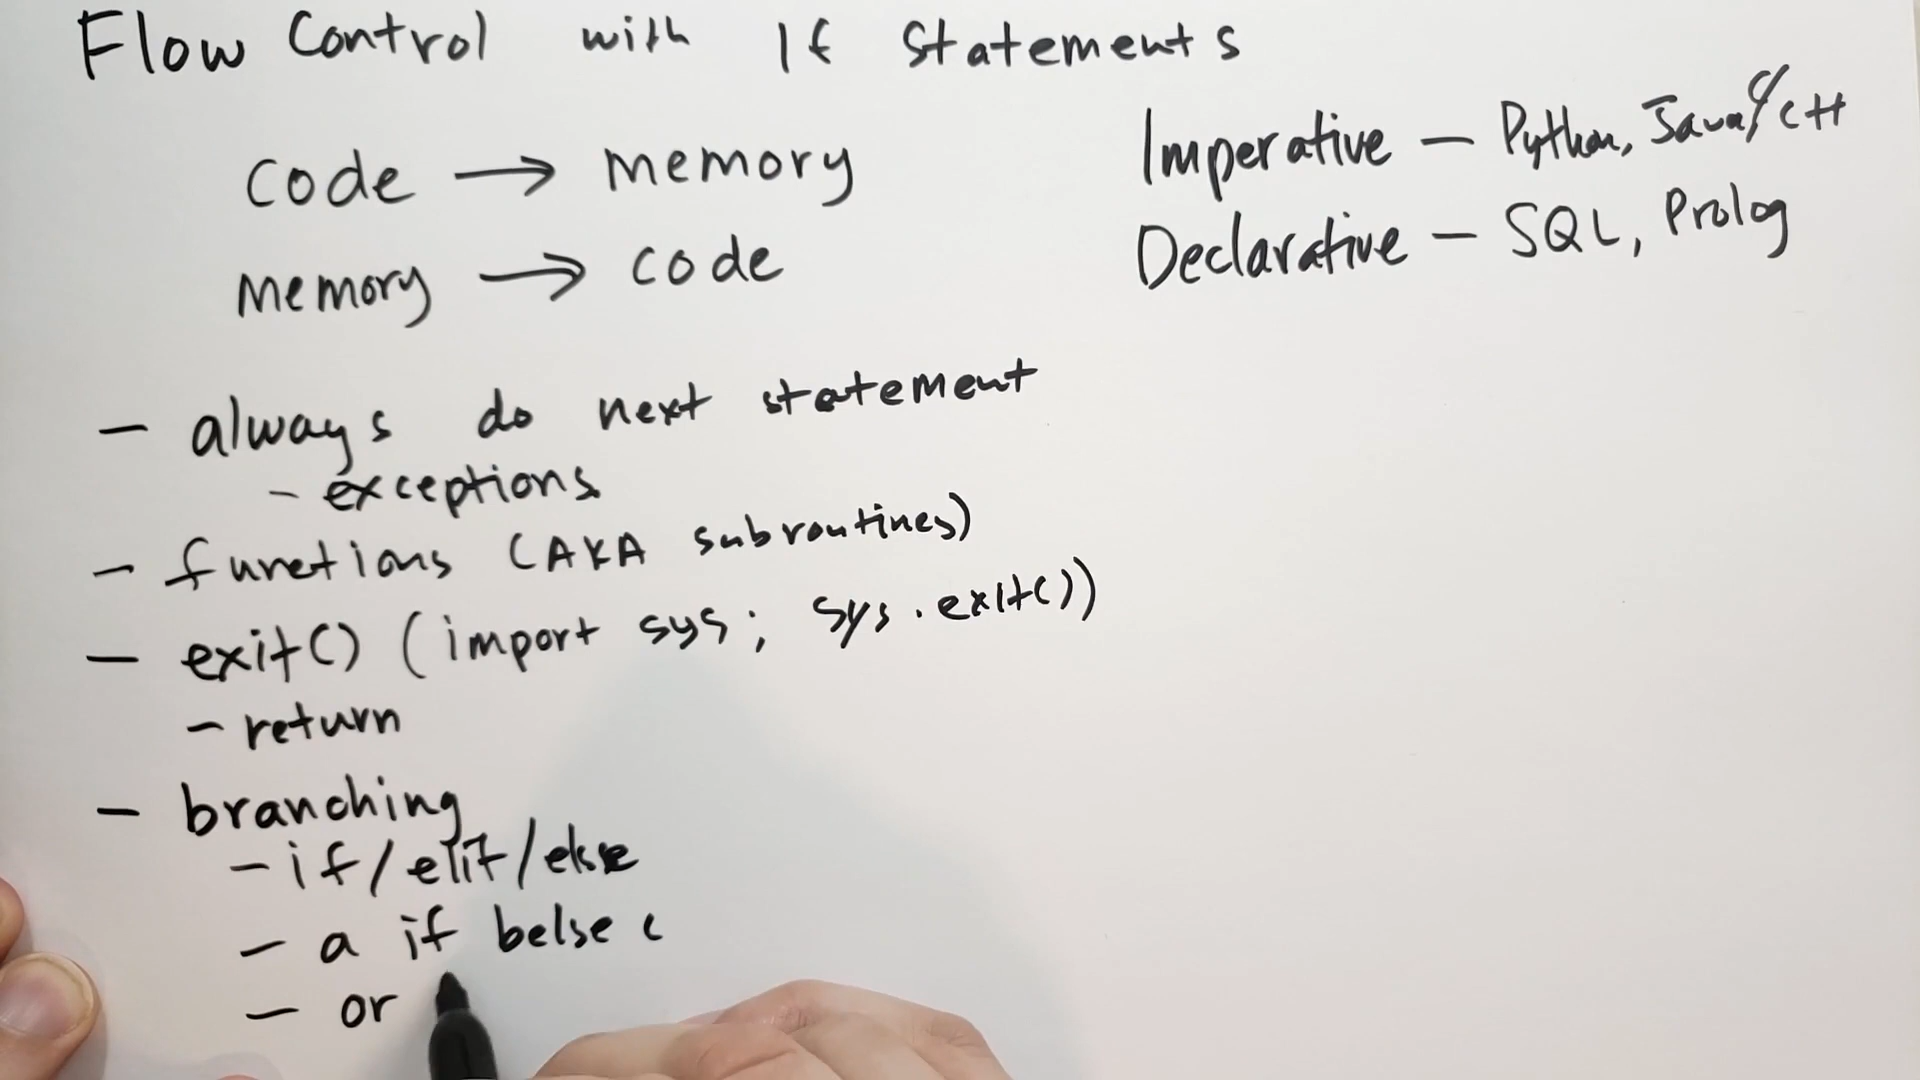 Flow Control with If Statements
Code → Memory
Memory → code
Imperative – Python, Java, C/C++
Declarative – SQL, Prolog
– always do next statement
– exceptions
– functions (AKA subroutines)
– exit() (import sys; sys.exit())
– return
– branching
– if/elif/else
– a if b else c
– or